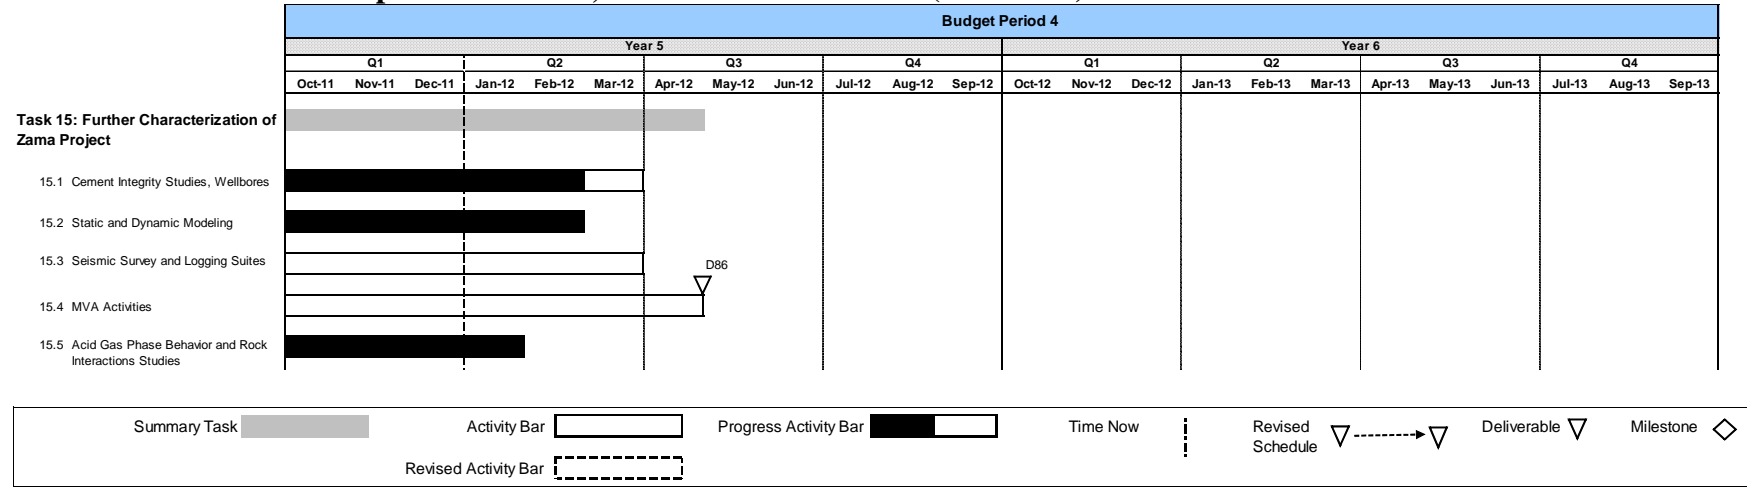 Budget Period 4
Year 5 Year 6
Q1 Q2 Q3 Q4 Q1 Q2 Q3 Q4
Oct-11 Nov-11 Dec-11 Jan-12 Feb-12 Mar-12 Apr-12 May-12 Jun-12 Jul-12 Aug-12 Sep-12 Oct-12 Nov-12 Dec-12 Jan-13 Feb-13 Mar-13 Apr-13 May-13 Jun-13 Jul-13 Aug-13 Sep-13
Task 15: Further Characterization of
Zama Project
15.1 Cement Integrity Studies, Wellbores
15.2 Static and Dynamic Modeling
15.3 Seismic Survey and Logging Suites
D86
15.4 MVA Activities
15.5 Acid Gas Phase Behavior and Rock
Interactions Studies
Summary Task Activity Bar Progress Activity Bar Time Now Revised Deliverable Milestone
Schedule
Revised Activity Bar